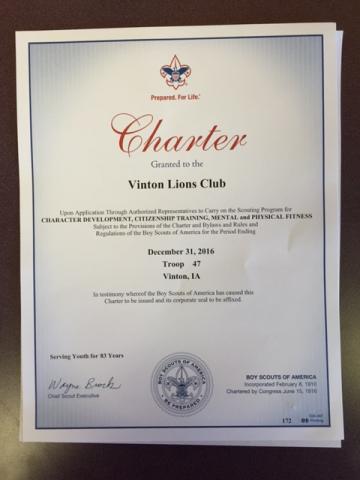 Prepared. For Life.™
Charter
Granted to the
Vinton Lions Club
Upon Application Through Authorized Representatives to Carry on the Scouting Program for
CHARACTER DEVELOPMENT, CITIZENSHIP TRAINING, MENTAL and PHYSICAL FITNESS
Subject to the Provisions of the Charter and Bylaws and Rules and
Regulations of the Boy Scouts of America for the Period Ending
December 31, 2016
Troop 47
Vinton, IA
In testimony whereof the Boy Scouts of America has caused this
Charter to be issued and its corporate seal to be affixed.
Serving Youth for 83 Years
Wayne Brock
Chief Scout Executive
BOY SCOUTS OF AMERICA
BE PREPARED
BOY SCOUTS OF AMERICA
Incorporated February 8, 1910
Chartered by Congress June 15, 1916
172